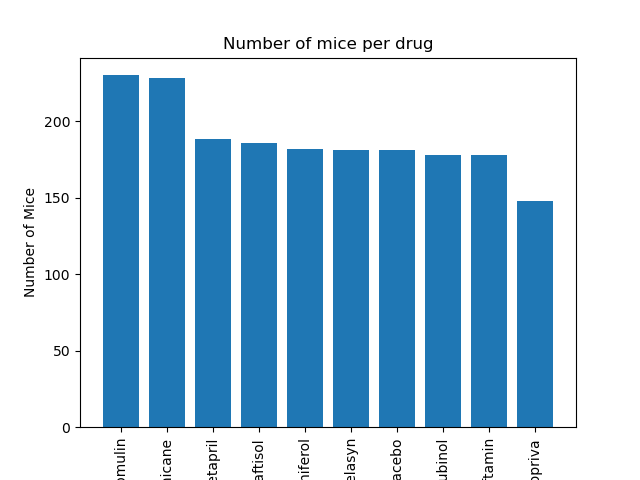 Number of mice per drug
Number of Mice
200
150
100
50
0
omulin
nicane
etapril
aftisol
niferol
elasyn
acebo
ubinol
ftamin
opriva